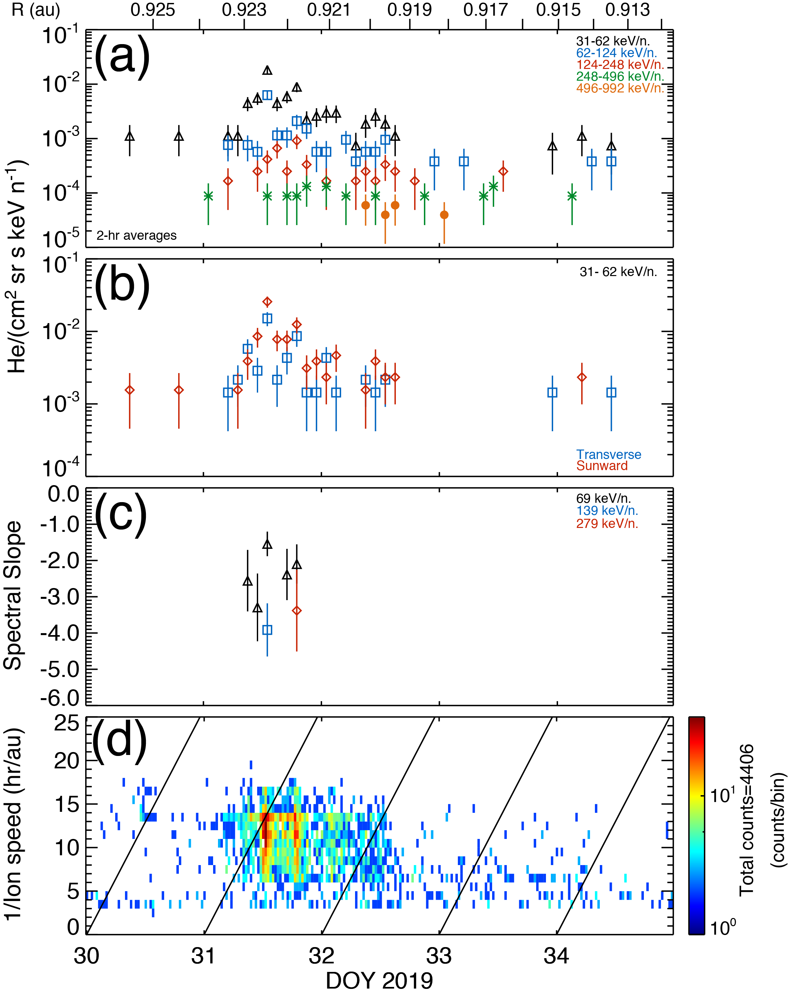 R (au) 0.925 0.923 0.921 0.919 0.917 0.915 0.913
He/(cm² sr s keV n⁻¹)
(a)
10⁻¹
10⁻²
10⁻³
10⁻⁴
10⁻⁵
31-62 keV/n.
62-124 keV/n.
124-248 keV/n.
248-496 keV/n.
496-992 keV/n.
2-hr averages
(b)
10⁻¹
10⁻²
10⁻³
10⁻⁴
31- 62 keV/n.
Transverse
Sunward
Spectral Slope
(c)
0.0
-1.0
-2.0
-3.0
-4.0
-5.0
-6.0
69 keV/n.
139 keV/n.
279 keV/n.
1/Ion speed (hr/au)
(d)
25
20
15
10
5
0
10¹
10⁰
Total counts=4406
(counts/bin)
30 31 32 33 34
DOY 2019